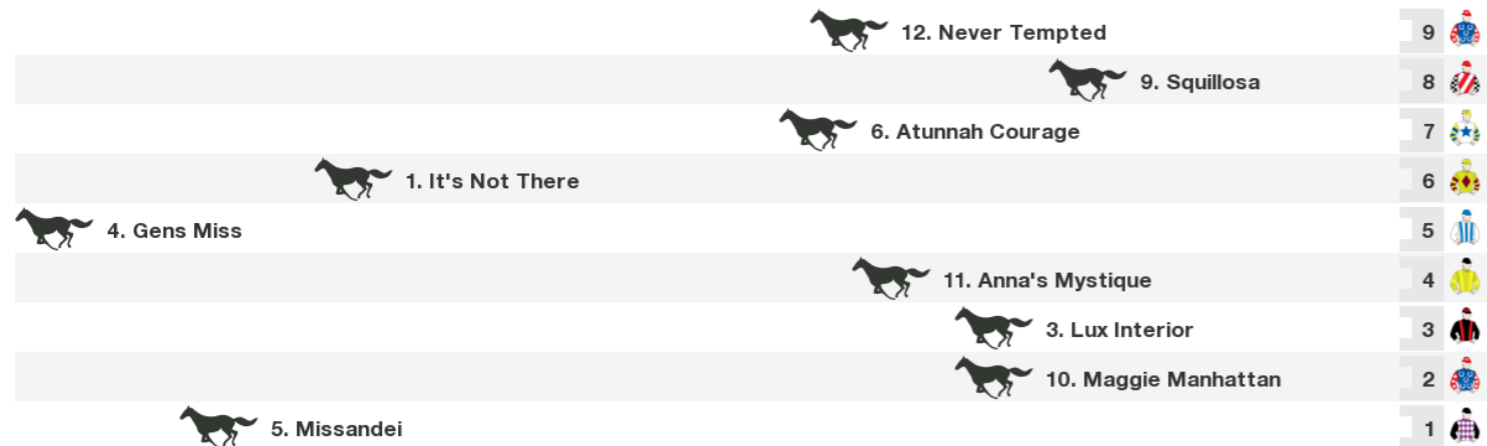 12. Never Tempted 9
9. Squillosa 8
6. Atunnah Courage 7
1. It's Not There 6
4. Gens Miss 5
11. Anna's Mystique 4
3. Lux Interior 3
10. Maggie Manhattan 2
5. Missandei 1